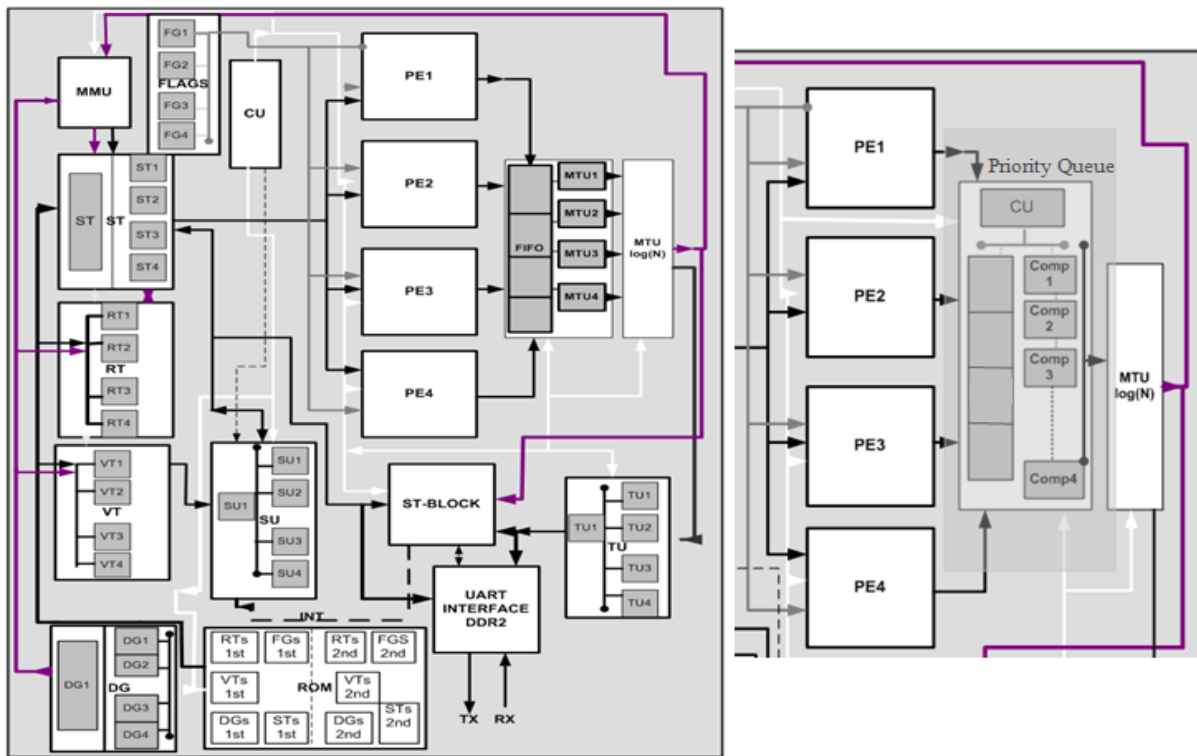 MMU
FG1
FG2
FLAGS
FG3
FG4
CU
PE1
PE2
PE3
PE4
ST
ST
ST1
ST2
ST3
ST4
RT1
RT2
RT
RT3
RT4
VT1
VT2
VT
VT3
VT4
SU1
SU
SU1
SU2
SU3
SU4
FIFO
MTU1
MTU2
MTU3
MTU4
MTU
log(N)
ST-BLOCK
UART
INTERFACE
DDR2
TU1
TU
TU1
TU2
TU3
TU4
INT
DG1
DG
DG1
DG2
DG3
DG4
RTs
1st
FGs
1st
RTs
2nd
FGS
2nd
VTs
1st
ROM
VTs
2nd
DGs
1st
STs
1st
DGs
2nd
STs
2nd
TX
RX
PE1
PE2
PE3
PE4
Priority Queue
CU
Comp
1
Comp
2
Comp
3
Comp4
MTU
log(N)